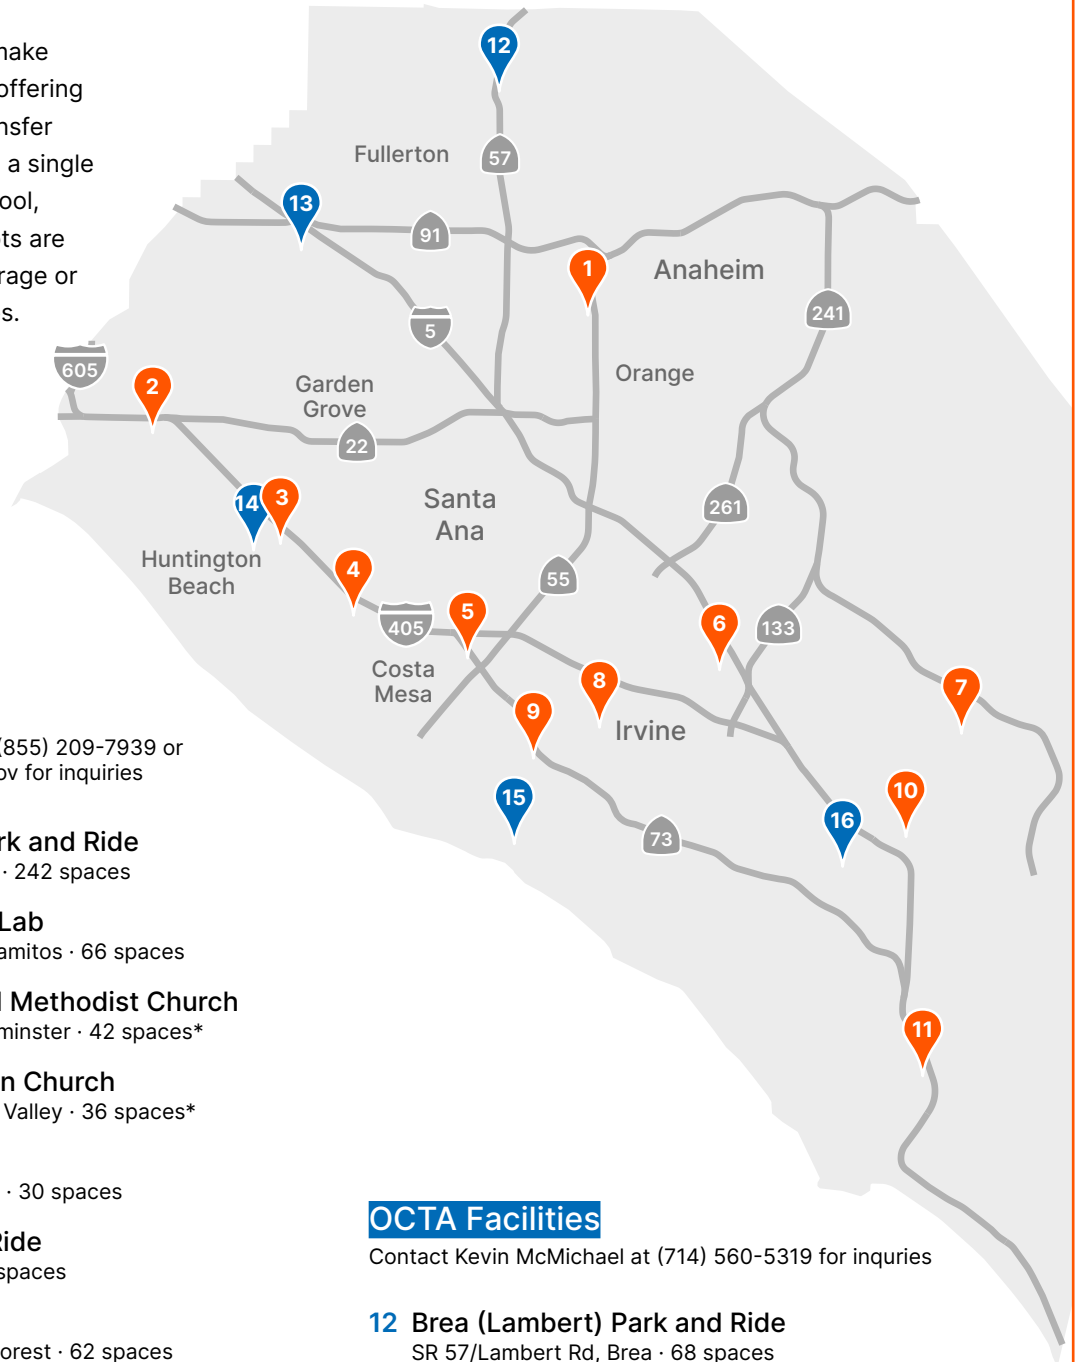 make
offering
nsfer
a single
ool,
ts are
rage or
s.
12
Fullerton
57
13
91
1
Anaheim
241
5
Orange
605
2
Garden
Grove
22
14
3
Santa
Ana
261
Huntington
Beach
4
55
405
5
6
133
Costa
Mesa
8
7
9
Irvine
15
10
16
73
11
(855) 209-7939 or
ov for inquiries
rk and Ride
· 242 spaces
Lab
amitos · 66 spaces
l Methodist Church
minster · 42 spaces*
n Church
Valley · 36 spaces*
· 30 spaces
Ride
spaces
orest · 62 spaces
OCTA Facilities
Contact Kevin McMichael at (714) 560-5319 for inquries
12 Brea (Lambert) Park and Ride
SR 57/Lambert Rd, Brea · 68 spaces